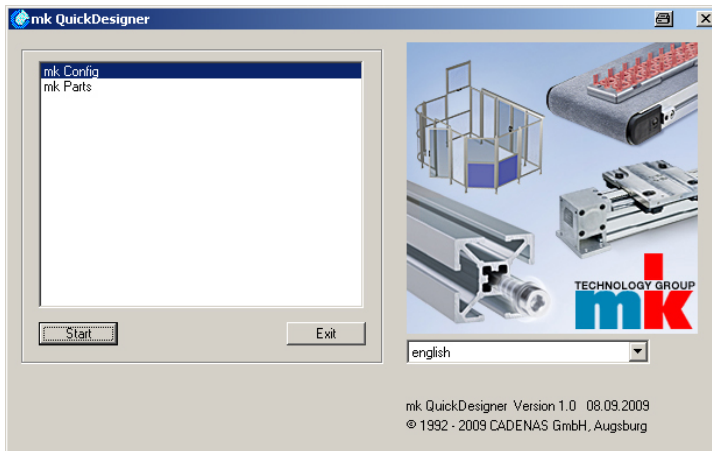 mk QuickDesigner
mk Config
mk Parts
Start
Exit
TECHNOLOGY GROUP
mk
english
mk QuickDesigner Version 1.0 08.09.2009
© 1992 - 2009 CADENAS GmbH, Augsburg